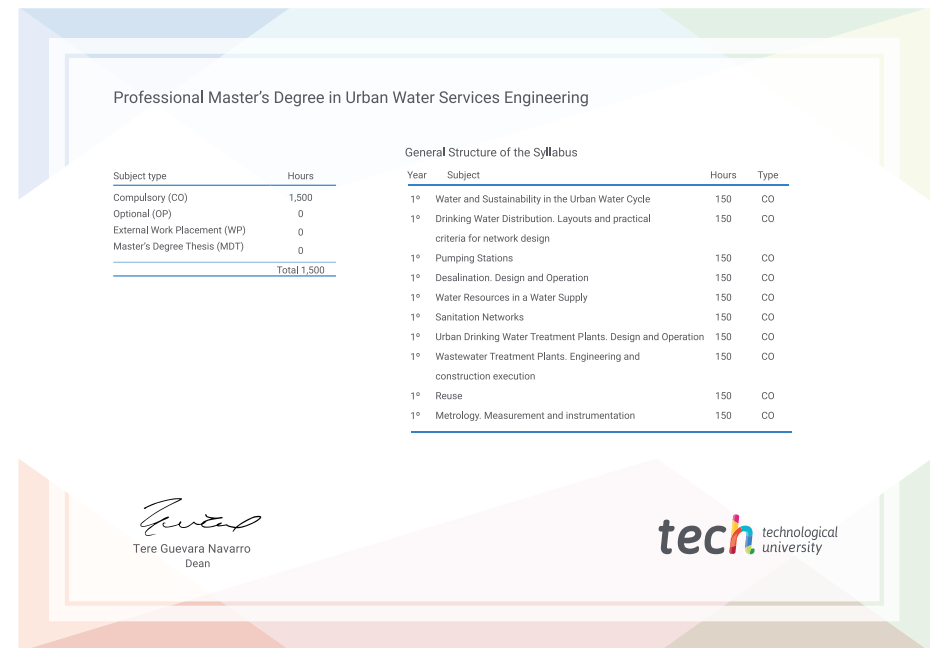 Professional Master's Degree in Urban Water Services Engineering
Subject type Hours
Compulsory (CO) 1,500
Optional (OP) 0
External Work Placement (WP) 0
Master's Degree Thesis (MDT) 0
Total 1,500
General Structure of the Syllabus
Year Subject Hours Type
1º Water and Sustainability in the Urban Water Cycle 150 CO
1º Drinking Water Distribution. Layouts and practical 150 CO
criteria for network design
1º Pumping Stations 150 CO
1º Desalination. Design and Operation 150 CO
1º Water Resources in a Water Supply 150 CO
1º Sanitation Networks 150 CO
1º Urban Drinking Water Treatment Plants. Design and Operation 150 CO
1º Wastewater Treatment Plants. Engineering and 150 CO
construction execution
1º Reuse 150 CO
1º Metrology. Measurement and instrumentation 150 CO
Tere Guevara Navarro
Dean
tech technological
university